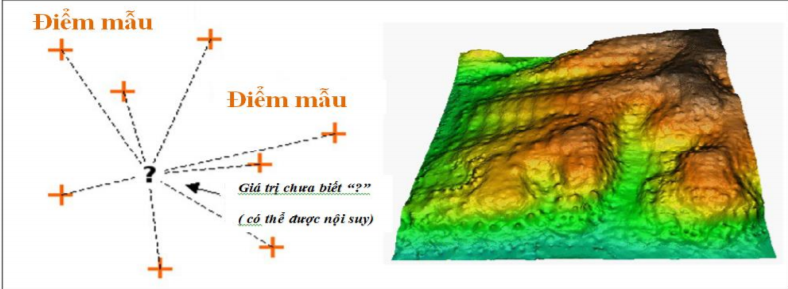 Điểm mẫu
Điểm mẫu
?
Giá trị chưa biết “?”
( có thể được nội suy)